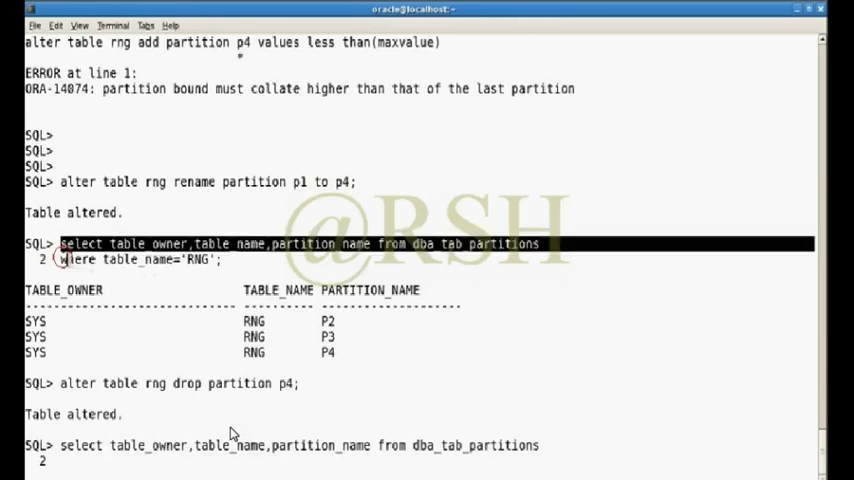 oracle@localhost:~
File Edit View Terminal Tabs Help
alter table rng add partition p4 values less than(maxvalue)
*
ERROR at line 1:
ORA-14074: partition bound must collate higher than that of the last partition
SQL>
SQL>
SQL>
SQL> alter table rng rename partition p1 to p4;
Table altered.
SQL> select table_owner,table_name,partition_name from dba_tab_partitions
2 where table_name='RNG';
TABLE_OWNER TABLE_NAME PARTITION_NAME
------------------------------ ---------- --------------------
SYS RNG P2
SYS RNG P3
SYS RNG P4
SQL> alter table rng drop partition p4;
Table altered.
SQL> select table_owner,table_name,partition_name from dba_tab_partitions
2
@RSH